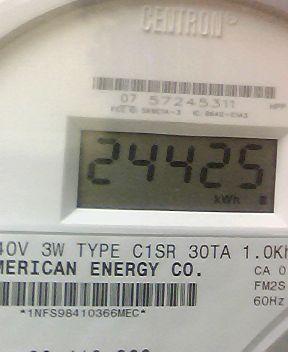 CENTRON®
07 57245311
24425
kWh
40V 3W TYPE C1SR 30TA 1.0Kh
MERICAN ENERGY CO.
CA 0
FM2S
60Hz
*1NFS98410366MEC*